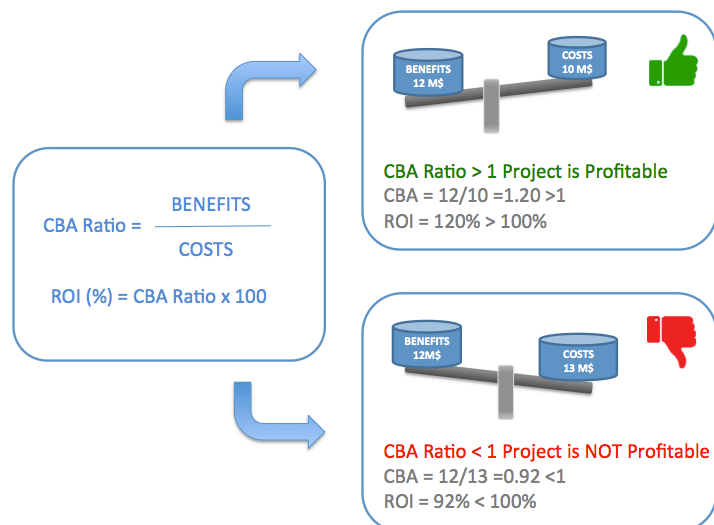 CBA Ratio =
BENEFITS
COSTS
ROI (%) = CBA Ratio x 100
BENEFITS
12 M$
COSTS
10 M$
CBA Ratio > 1 Project is Profitable
CBA = 12/10 =1.20 >1
ROI = 120% > 100%
BENEFITS
12M$
COSTS
13 M$
CBA Ratio < 1 Project is NOT Profitable
CBA = 12/13 =0.92 <1
ROI = 92% < 100%